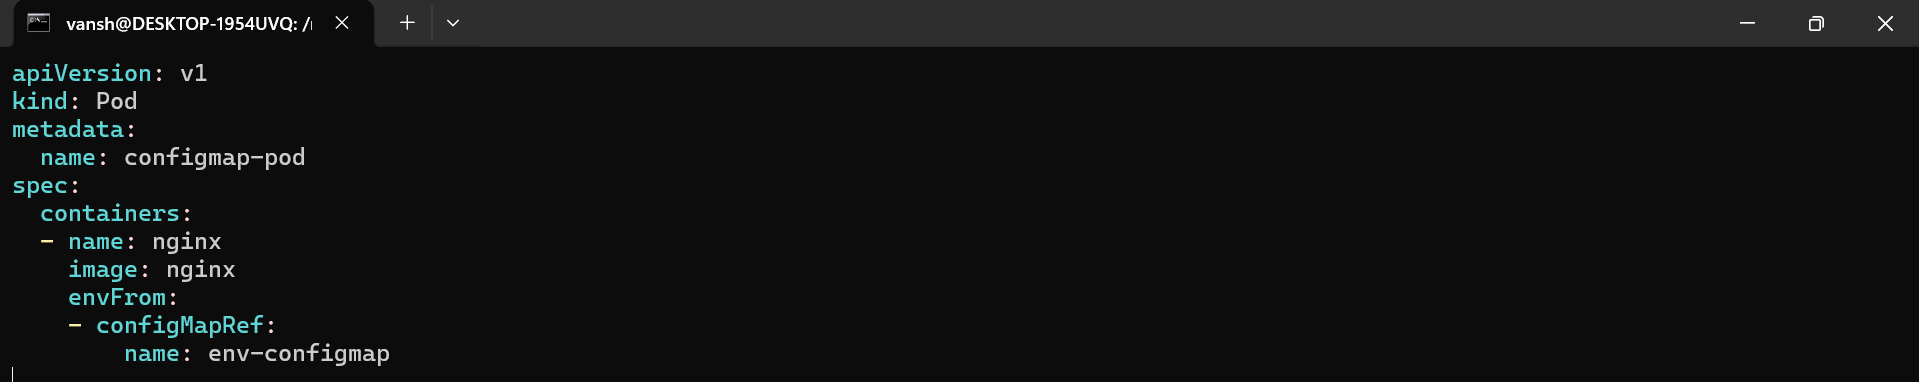 vansh@DESKTOP-1954UVQ: /
apiVersion: v1
kind: Pod
metadata:
  name: configmap-pod
spec:
  containers:
  - name: nginx
    image: nginx
    envFrom:
    - configMapRef:
        name: env-configmap